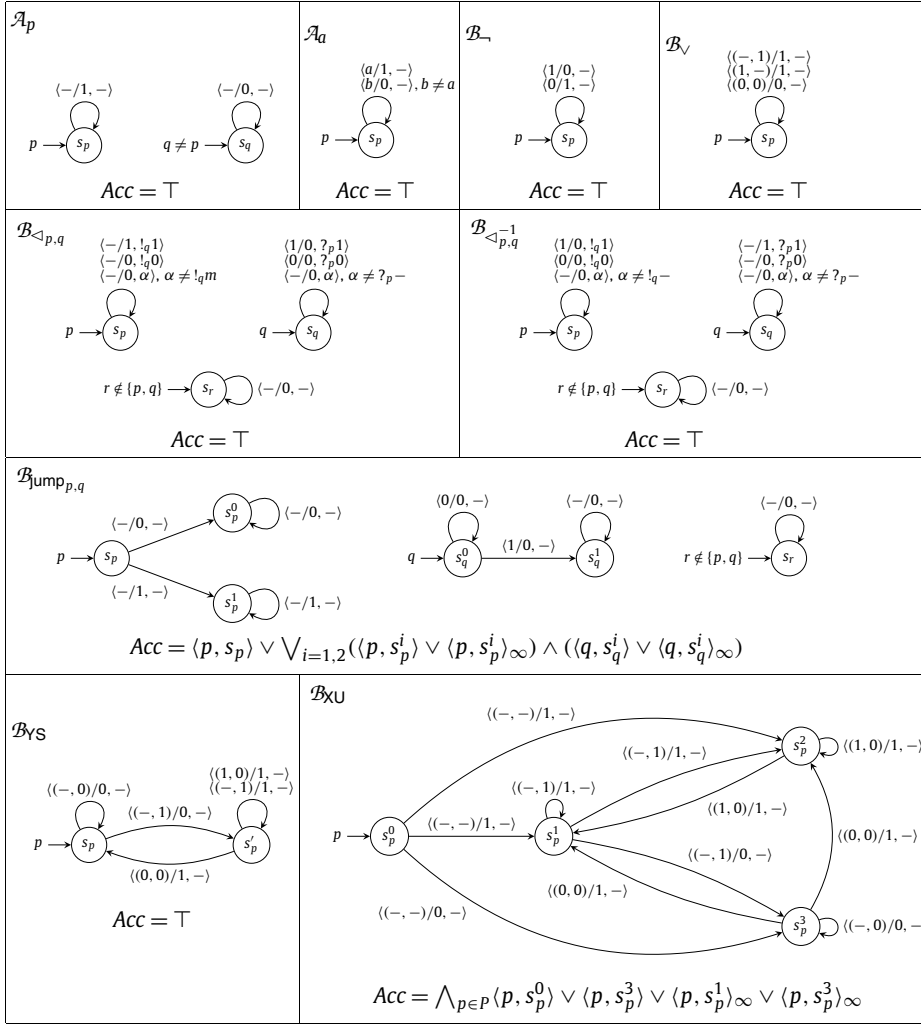 𝒜p
⟨−/1, −⟩
p
sp
⟨−/0, −⟩
q ≠ p
sq
Acc = ⊤
𝒜a
⟨a/1, −⟩
⟨b/0, −⟩, b ≠ a
p
sp
Acc = ⊤
ℬ¬
⟨1/0, −⟩
⟨0/1, −⟩
p
sp
Acc = ⊤
ℬ∨
⟨(−, 1)/1, −⟩
⟨(1, −)/1, −⟩
⟨(0, 0)/0, −⟩
p
sp
Acc = ⊤
ℬ◁p,q
⟨−/1, !q1⟩
⟨−/0, !q0⟩
⟨−/0, α⟩, α ≠ !qm
p
sp
⟨1/0, ?p1⟩
⟨0/0, ?p0⟩
⟨−/0, α⟩, α ≠ ?p−
q
sq
r ∉ {p, q}
sr
⟨−/0, −⟩
Acc = ⊤
ℬ◁−1p,q
⟨1/0, !q1⟩
⟨0/0, !q0⟩
⟨−/0, α⟩, α ≠ !q−
p
sp
⟨−/1, ?p1⟩
⟨−/0, ?p0⟩
⟨−/0, α⟩, α ≠ ?p−
q
sq
r ∉ {p, q}
sr
⟨−/0, −⟩
Acc = ⊤
ℬjumpp,q
p
sp
⟨−/0, −⟩
s0p
⟨−/0, −⟩
⟨−/1, −⟩
s1p
⟨−/1, −⟩
q
⟨0/0, −⟩
s0q
⟨1/0, −⟩
⟨−/0, −⟩
s1q
r ∉ {p, q}
⟨−/0, −⟩
sr
Acc = ⟨p, sp⟩ ∨ ⋁i=1,2(⟨p, sip⟩ ∨ ⟨p, sip⟩∞) ∧ (⟨q, siq⟩ ∨ ⟨q, siq⟩∞)
ℬYS
⟨(−, 0)/0, −⟩
p
sp
⟨(−, 1)/0, −⟩
⟨(0, 0)/1, −⟩
⟨(1, 0)/1, −⟩
⟨(−, 1)/1, −⟩
s′p
Acc = ⊤
ℬXU
⟨(−, −)/1, −⟩
s2p
⟨(1, 0)/1, −⟩
⟨(−, 1)/1, −⟩
⟨(−, 1)/1, −⟩
⟨(1, 0)/1, −⟩
p
s0p
⟨(−, −)/1, −⟩
s1p
⟨(0, 0)/1, −⟩
⟨(−, 1)/0, −⟩
⟨(0, 0)/1, −⟩
⟨(−, −)/0, −⟩
s3p
⟨(−, 0)/0, −
Acc = ⋀p∈P⟨p, s0p⟩ ∨ ⟨p, s3p⟩ ∨ ⟨p, s1p⟩∞ ∨ ⟨p, s3p⟩∞